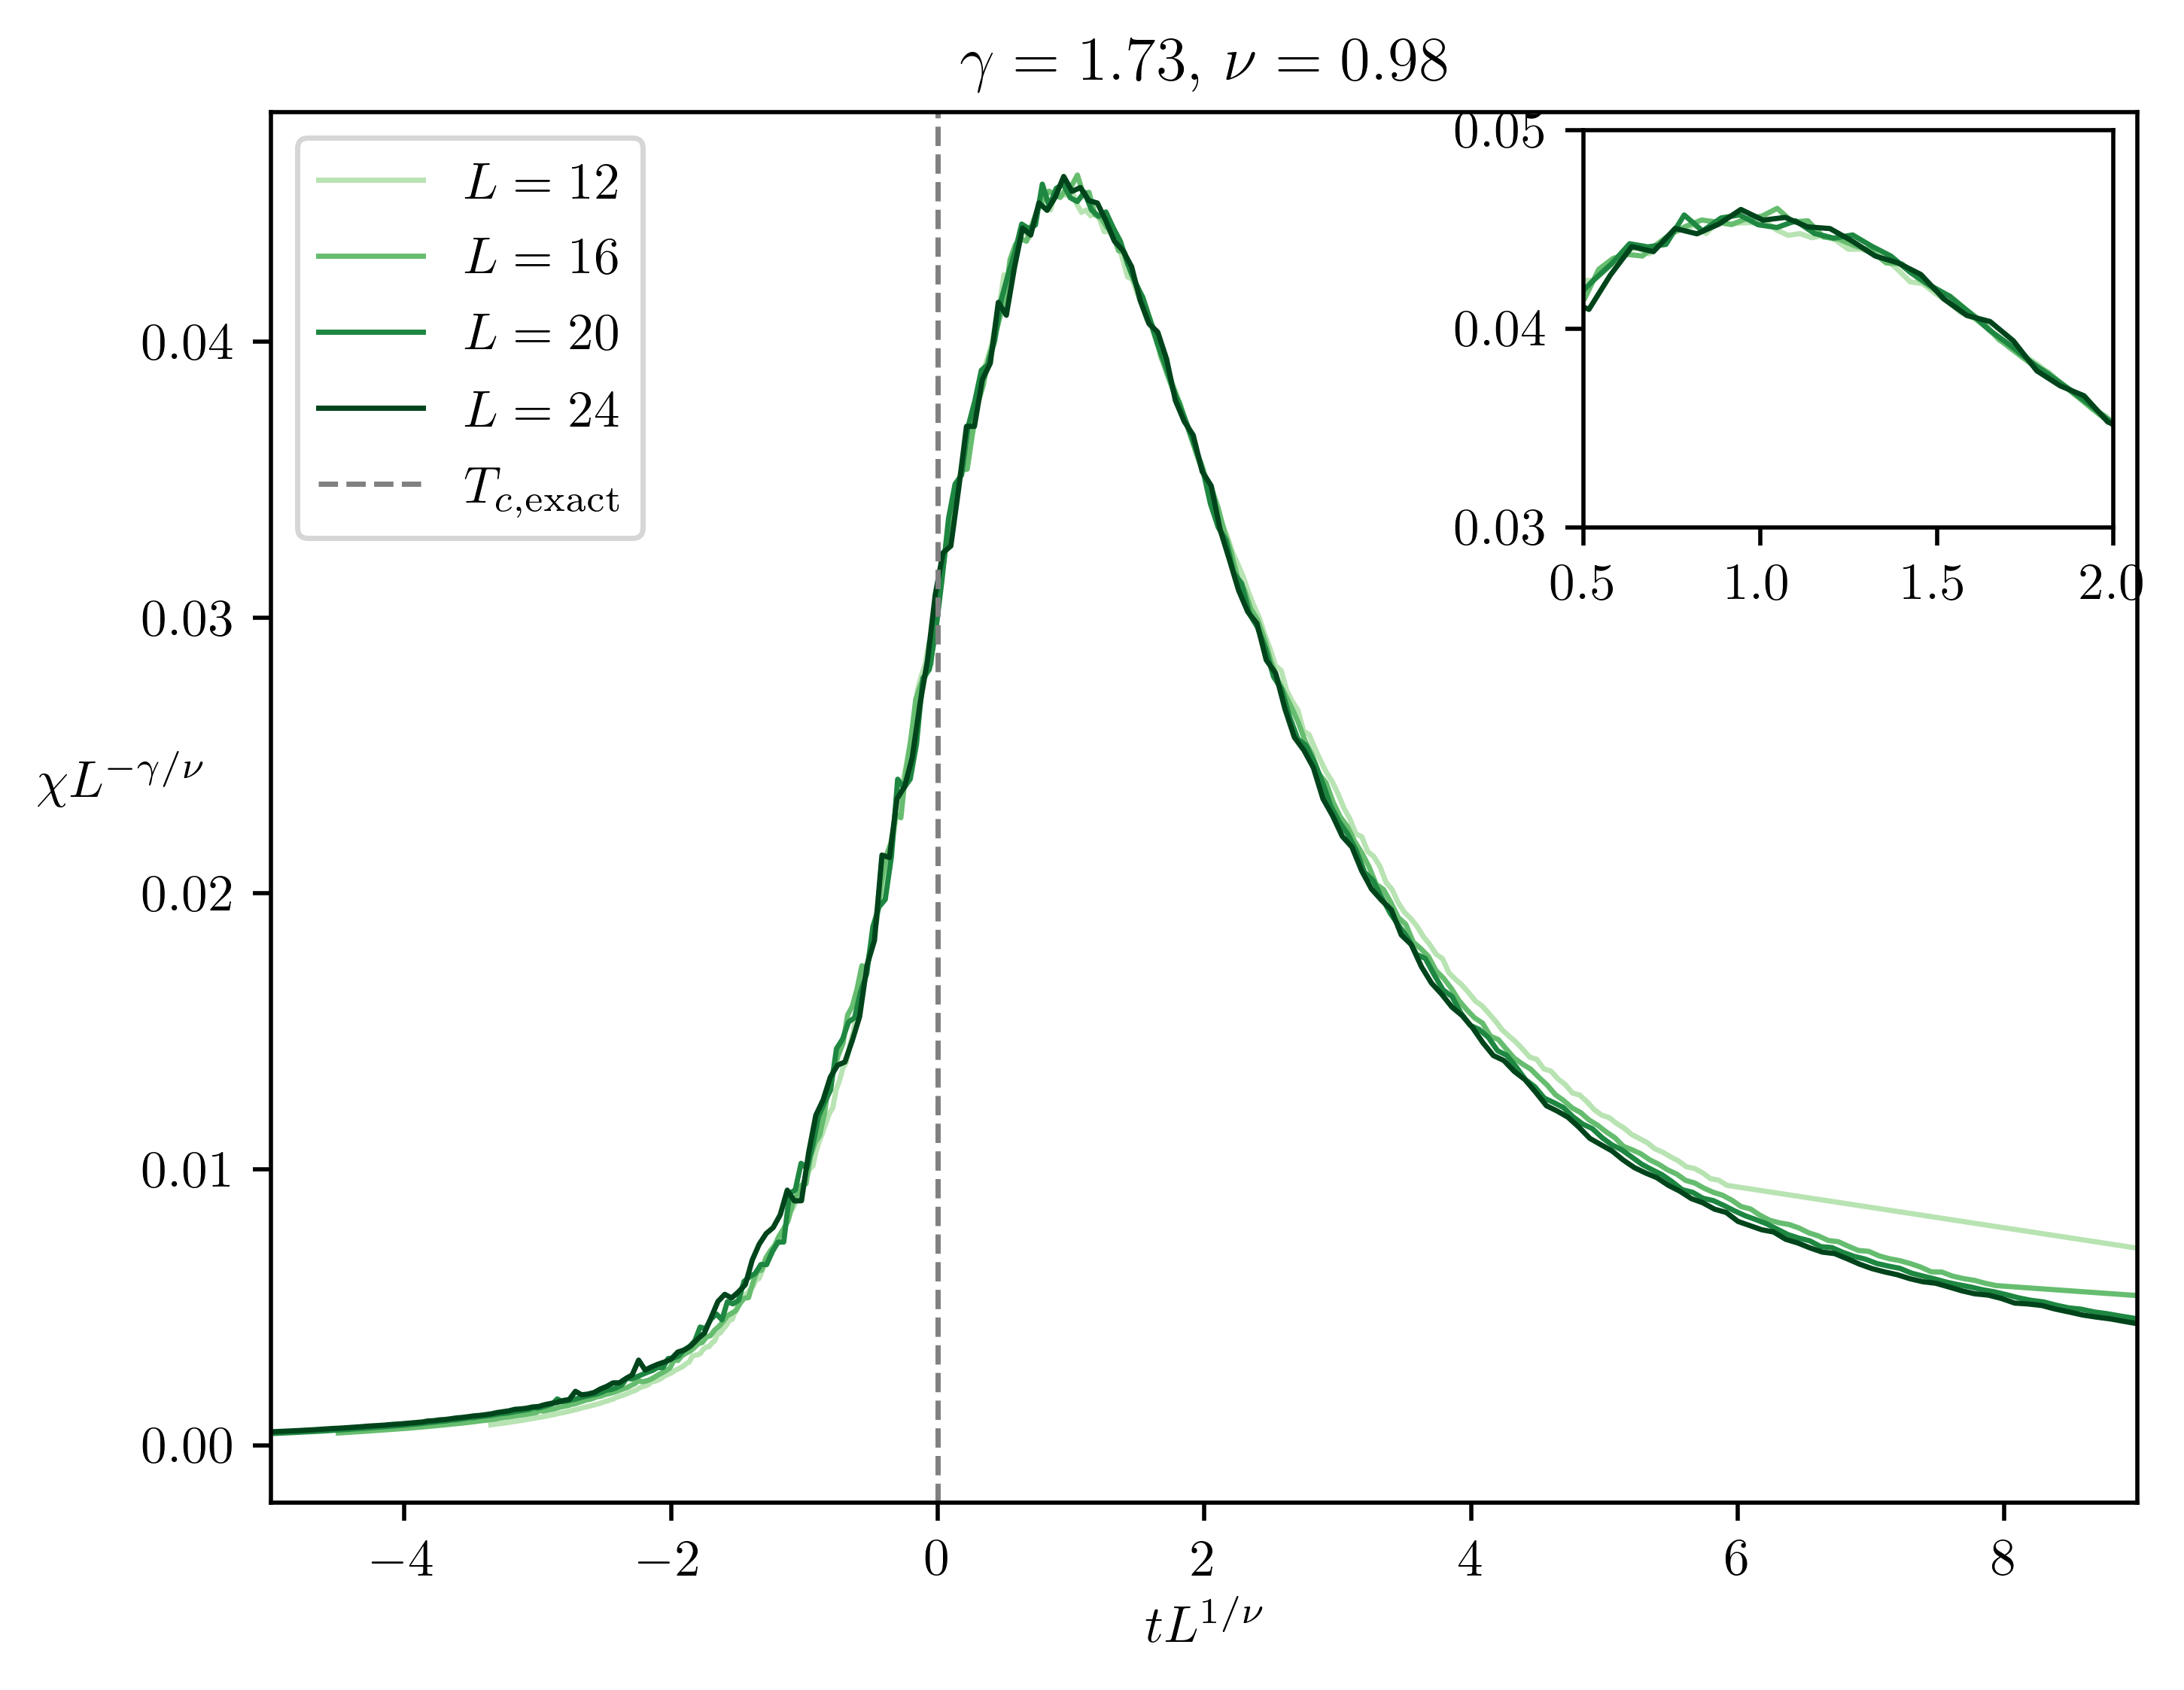 γ = 1.73, ν = 0.98
L = 12
L = 16
L = 20
L = 24
T_{c,exact}
0.05
0.04
0.03
0.5 1.0 1.5 2.0
0.04
0.03
0.02
0.01
0.00
χL^{−γ/ν}
−4 −2 0 2 4 6 8
tL^{1/ν}